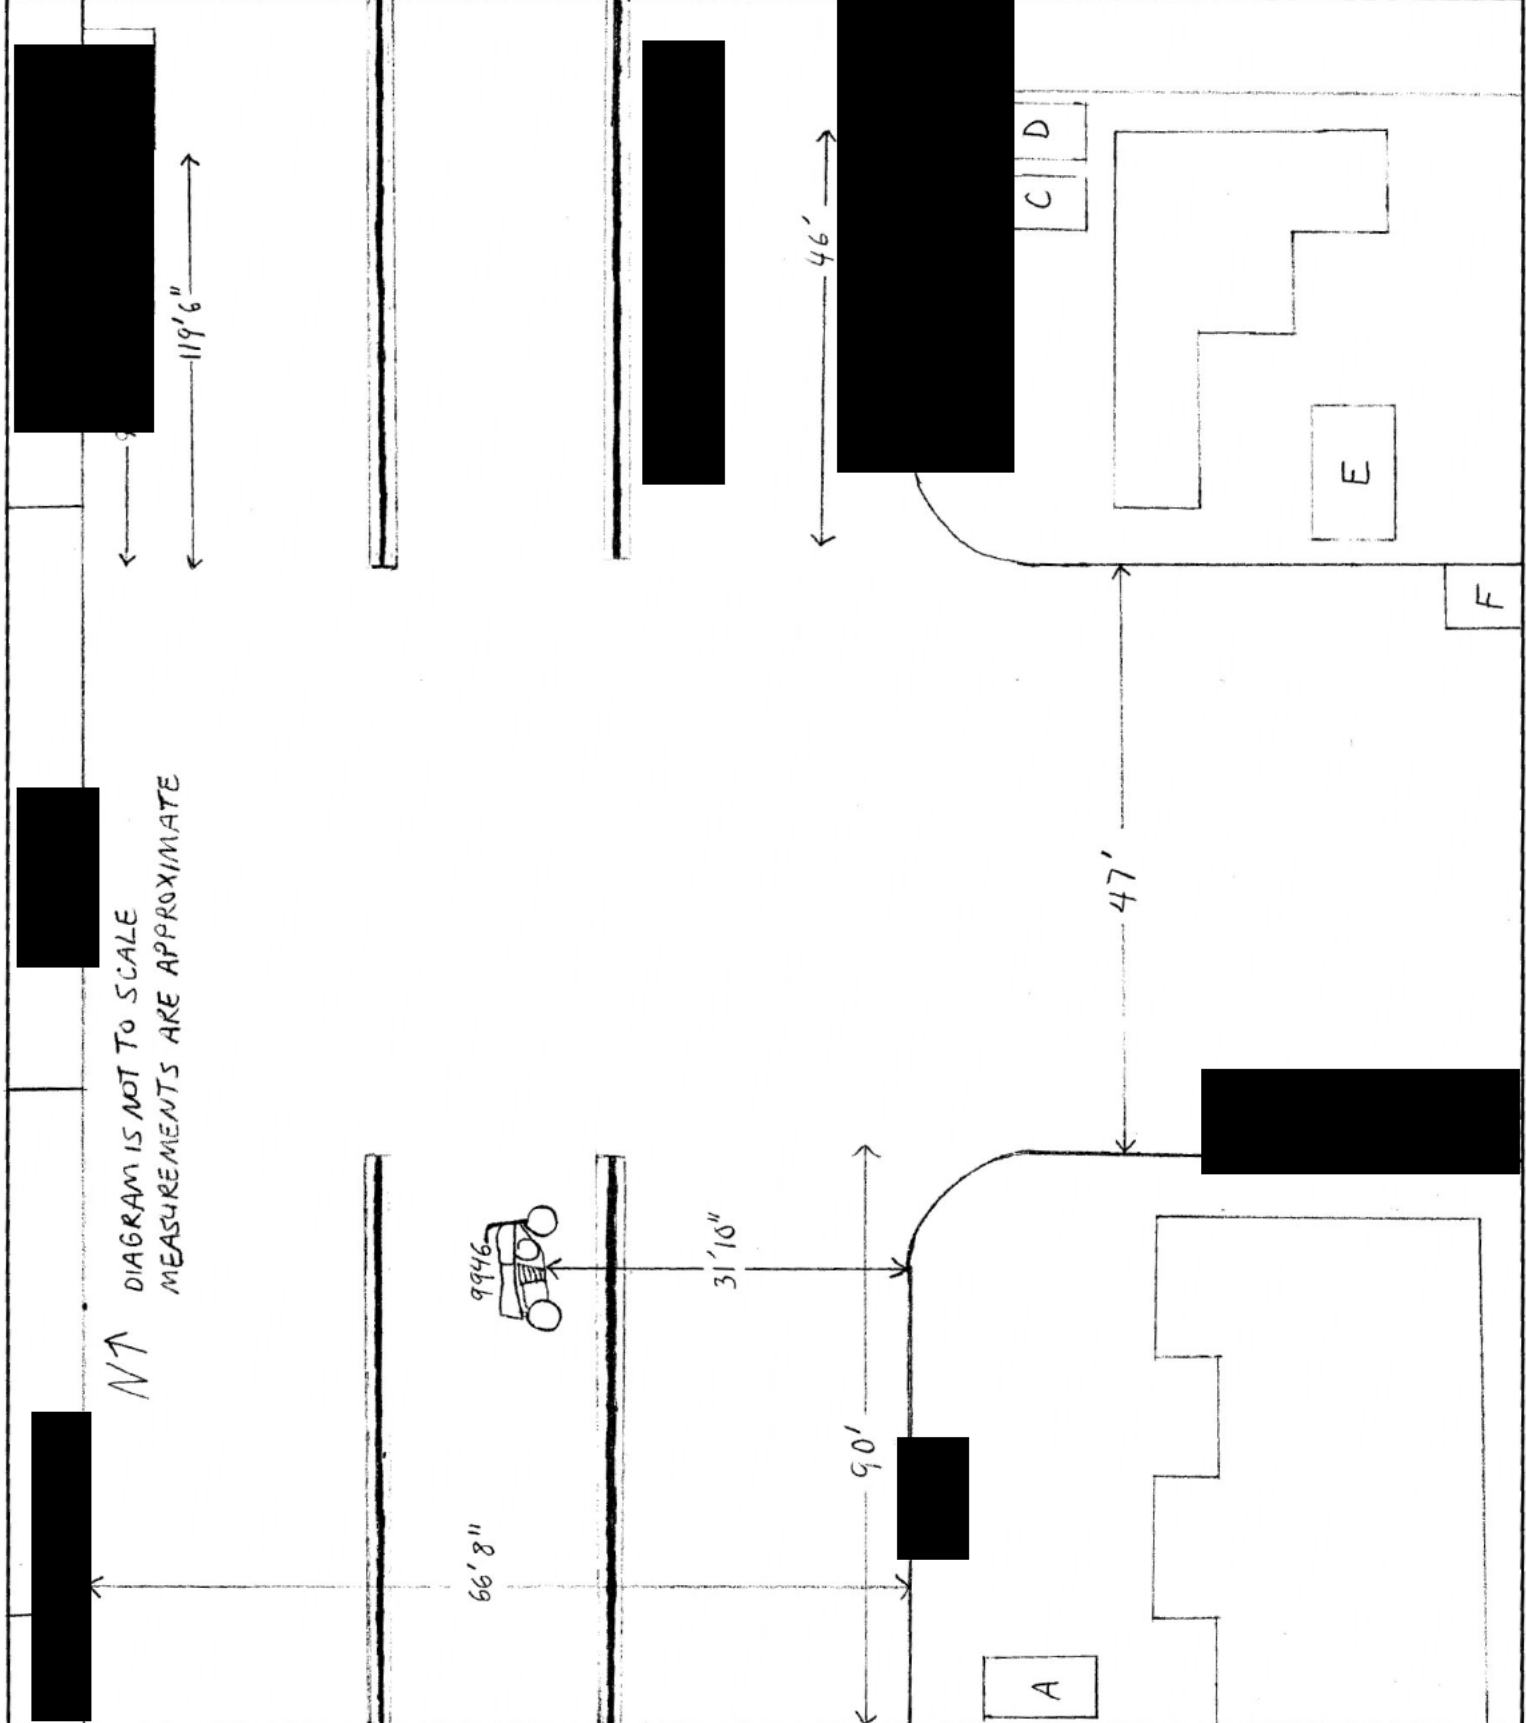 N↑ DIAGRAM IS NOT TO SCALE
MEASUREMENTS ARE APPROXIMATE
119'6"
9946
66'8"
31'10"
46'
90'
A
C
D
47'
E
F